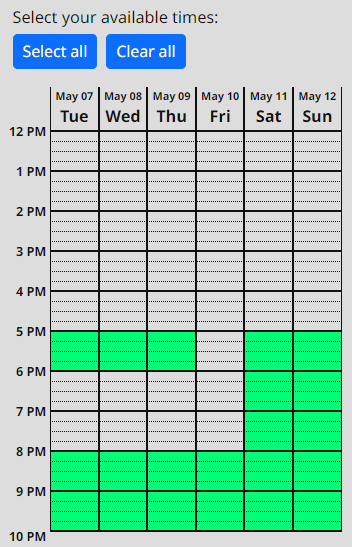 Select your available times:
Select all Clear all
May 07 May 08 May 09 May 10 May 11 May 12
Tue Wed Thu Fri Sat Sun
12 PM
1 PM
2 PM
3 PM
4 PM
5 PM
6 PM
7 PM
8 PM
9 PM
10 PM